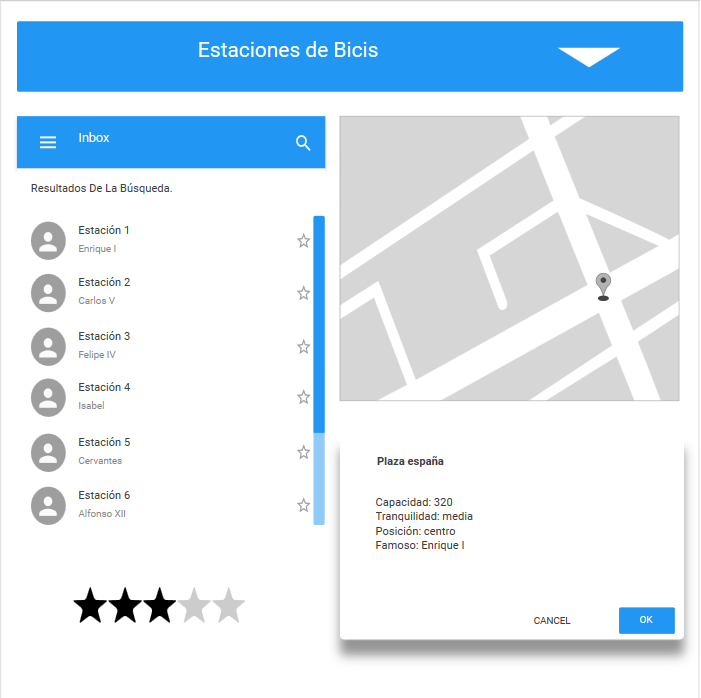 Estaciones de Bicis
Inbox
Resultados De La Búsqueda.
Estación 1
Enrique I
Estación 2
Carlos V
Estación 3
Felipe IV
Estación 4
Isabel
Estación 5
Cervantes
Estación 6
Alfonso XII
Plaza españa
Capacidad: 320
Tranquilidad: media
Posición: centro
Famoso: Enrique I
CANCEL
OK